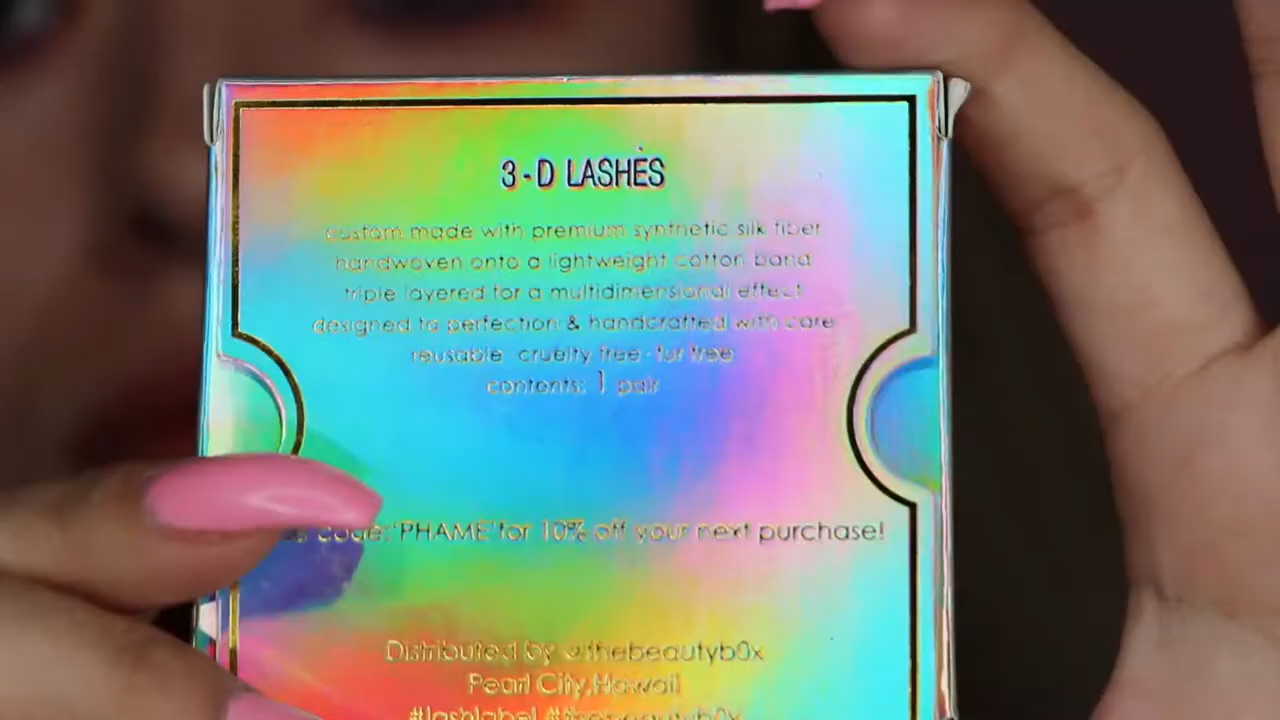 3-D LASHES
custom made with premium synthetic silk fiber
handwoven onto a lightweight cotton band
triple layered for a multidimensional effect
designed to perfection & handcrafted with care
reusable · cruelty free · fur free
contents: 1 pair
code: 'PHAME' for 10% off your next purchase!
Distributed by @thebeautyb0x
Pearl City, Hawaii
#lashlabel #thebeautyb0x